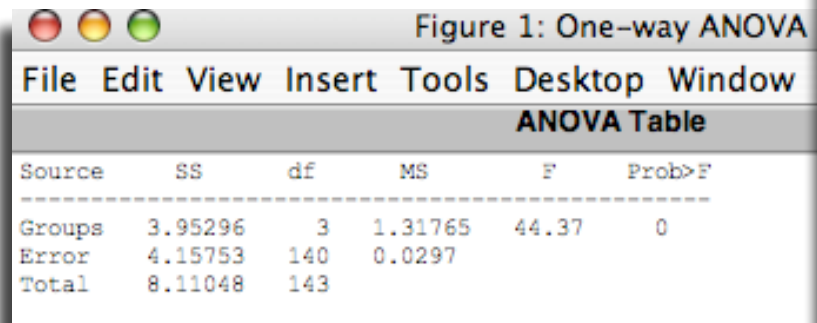 Figure 1: One-way ANOVA
File Edit View Insert Tools Desktop Window
ANOVA Table
Source SS df MS F Prob>F
Groups 3.95296 3 1.31765 44.37 0
Error 4.15753 140 0.0297
Total 8.11048 143